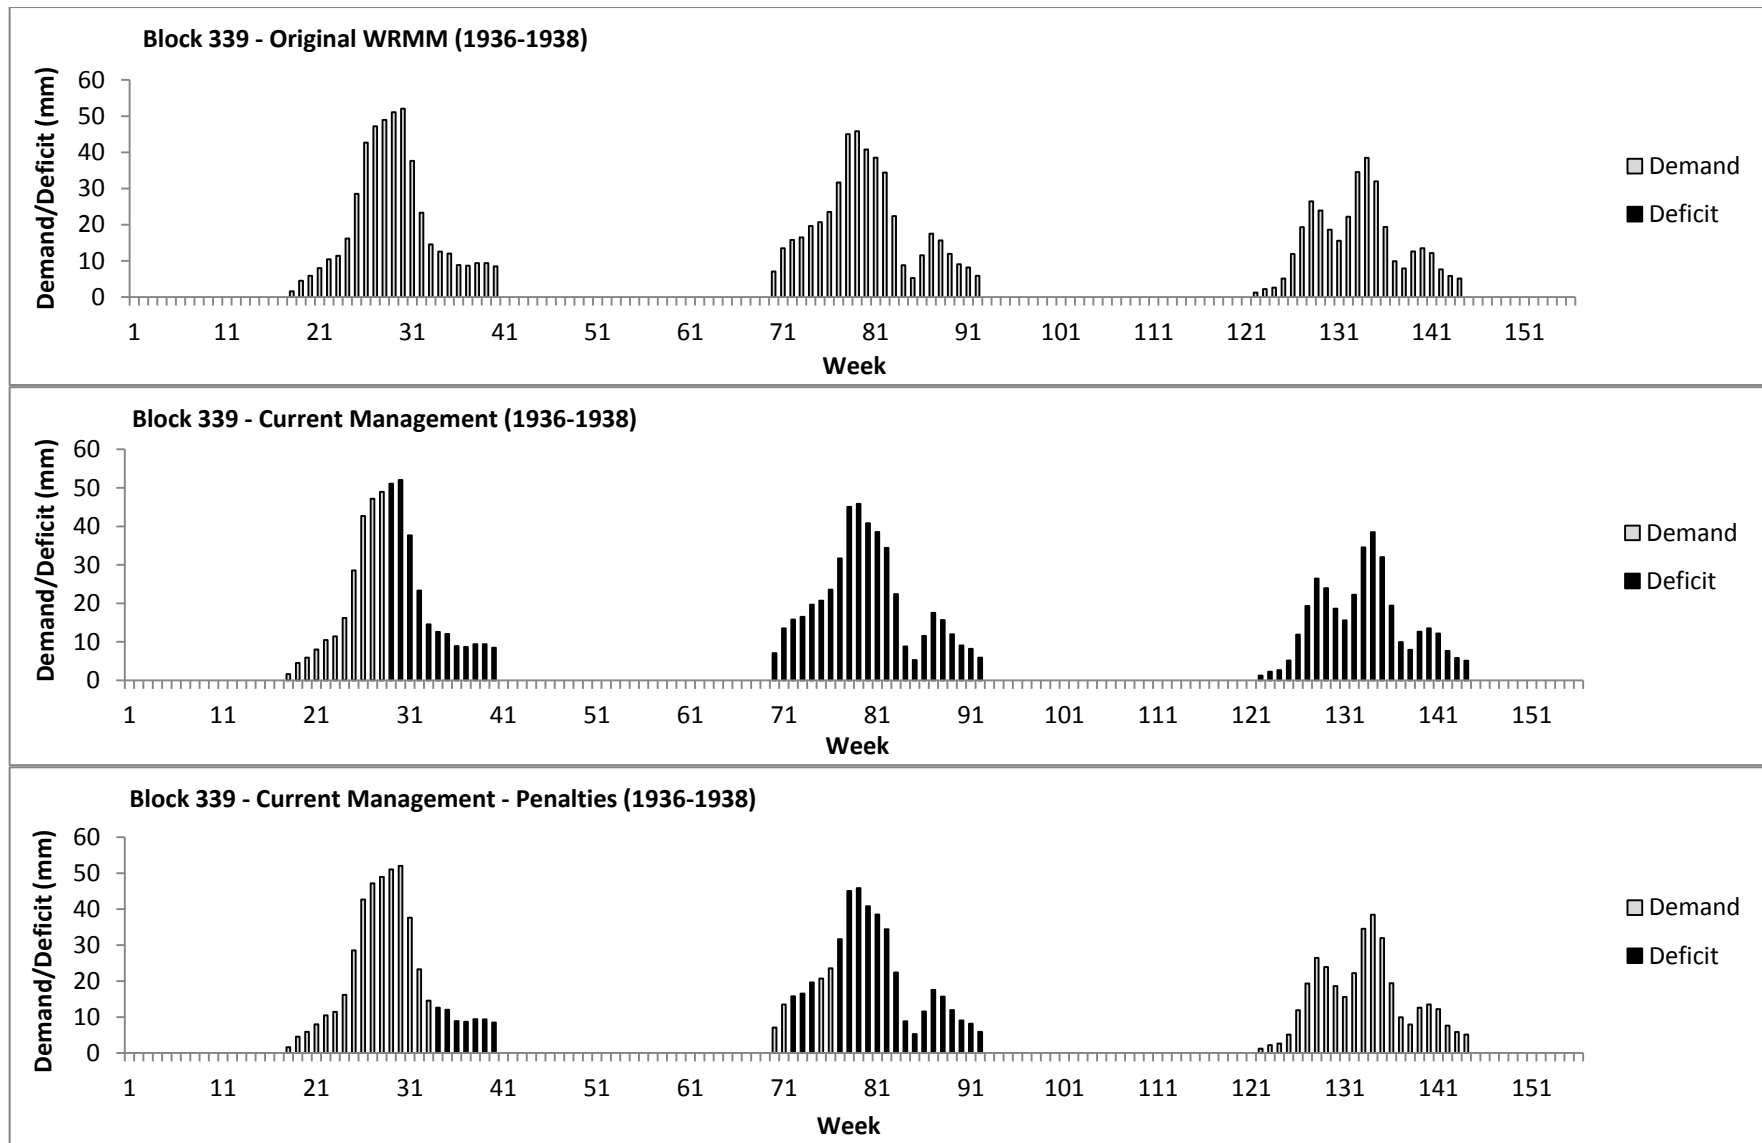 Block 339 - Original WRMM (1936-1938)
Demand/Deficit (mm)
60
50
40
30
20
10
0
1 11 21 31 41 51 61 71 81 91 101 111 121 131 141 151
Week
Demand
Deficit
Block 339 - Current Management (1936-1938)
Demand/Deficit (mm)
60
50
40
30
20
10
0
1 11 21 31 41 51 61 71 81 91 101 111 121 131 141 151
Week
Demand
Deficit
Block 339 - Current Management - Penalties (1936-1938)
Demand/Deficit (mm)
60
50
40
30
20
10
0
1 11 21 31 41 51 61 71 81 91 101 111 121 131 141 151
Week
Demand
Deficit